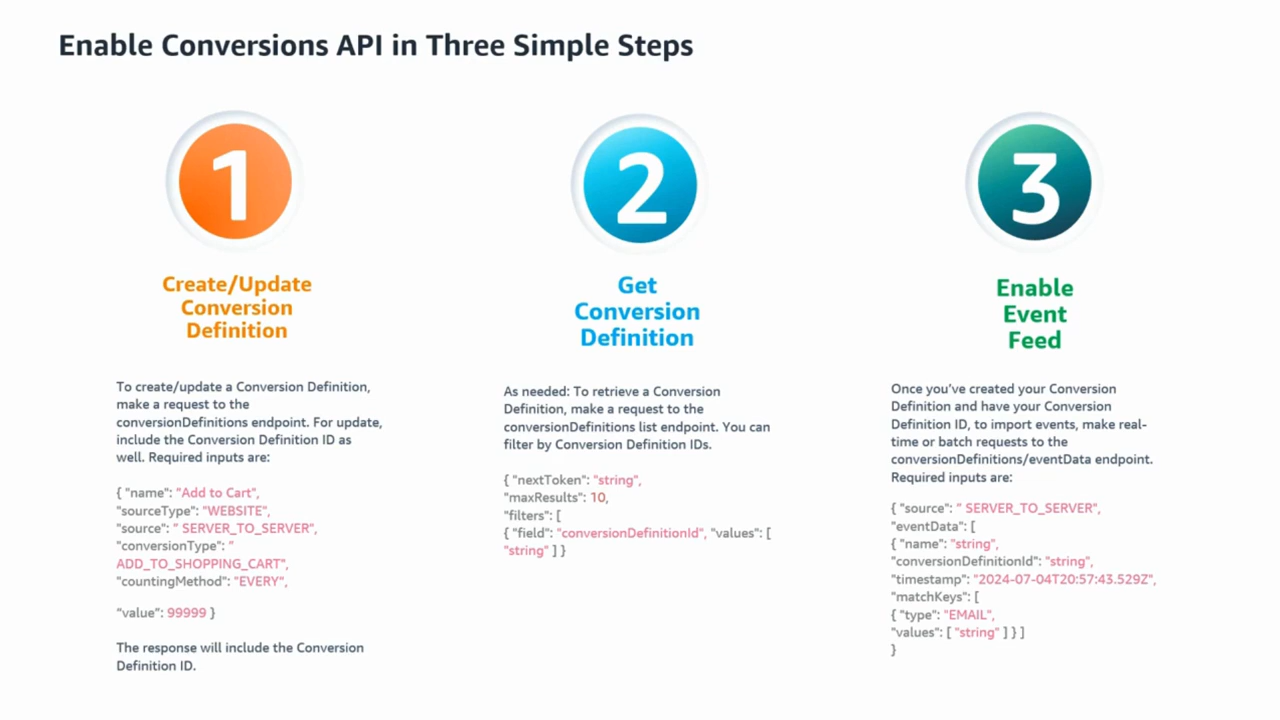 Enable Conversions API in Three Simple Steps
1
Create/Update
Conversion
Definition
To create/update a Conversion Definition,
make a request to the
conversionDefinitions endpoint. For update,
include the Conversion Definition ID as
well. Required inputs are:
{ "name": "Add to Cart",
"sourceType": "WEBSITE",
"source": " SERVER_TO_SERVER",
"conversionType": "
ADD_TO_SHOPPING_CART",
"countingMethod": "EVERY",
"value": 99999 }
The response will include the Conversion
Definition ID.
2
Get
Conversion
Definition
As needed: To retrieve a Conversion
Definition, make a request to the
conversionDefinitions list endpoint. You can
filter by Conversion Definition IDs.
{ "nextToken": "string",
"maxResults": 10,
"filters": [
{ "field": "conversionDefinitionId", "values": [
"string" ] }
3
Enable
Event
Feed
Once you've created your Conversion
Definition and have your Conversion
Definition ID, to import events, make real-
time or batch requests to the
conversionDefinitions/eventData endpoint.
Required inputs are:
{ "source": " SERVER_TO_SERVER",
"eventData": [
{ "name": "string",
"conversionDefinitionId": "string",
"timestamp": "2024-07-04T20:57:43.529Z",
"matchKeys": [
{ "type": "EMAIL",
"values": [ "string" ] } ]
}